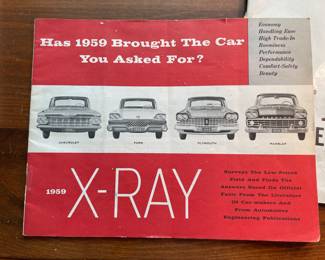 Has 1959 Brought The Car
You Asked For?
Economy
Handling Ease
High Trade-In
Roominess
Performance
Dependability
Comfort-Safety
Beauty
CHEVROLET
FORD
PLYMOUTH
RAMBLER
1959
X-RAY
Surveys The Low-Priced
Field And Finds The
Answers Based On Official
Facts From The Literature
Of Car-makers And
From Automotive
Engineering Publications